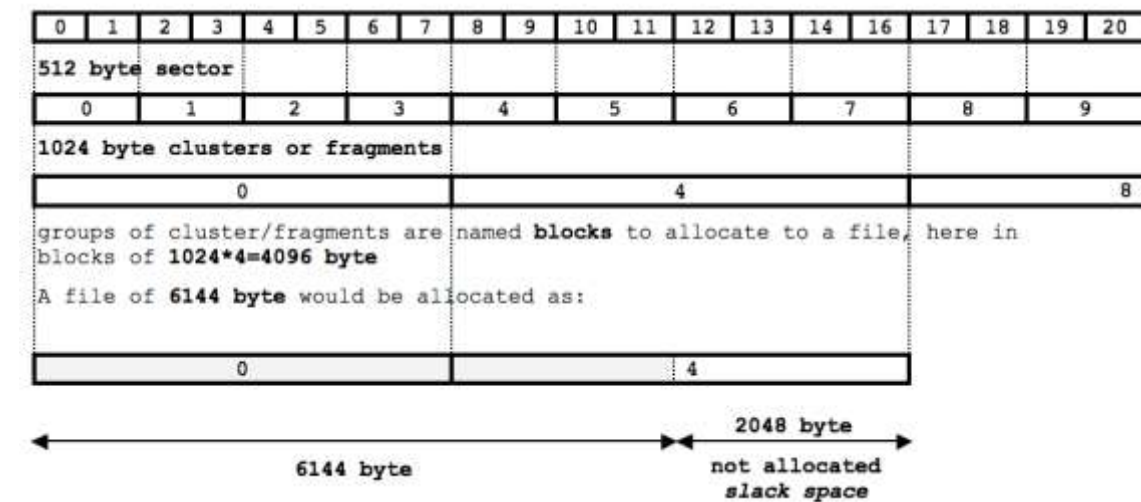 0 1 2 3 4 5 6 7 8 9 10 11 12 13 14 16 17 18 19 20
512 byte sector
0 1 2 3 4 5 6 7 8 9
1024 byte clusters or fragments
0 4 8
groups of cluster/fragments are named blocks to allocate to a file, here in
blocks of 1024*4=4096 byte
A file of 6144 byte would be allocated as:
0 4
2048 byte
6144 byte
not allocated
slack space